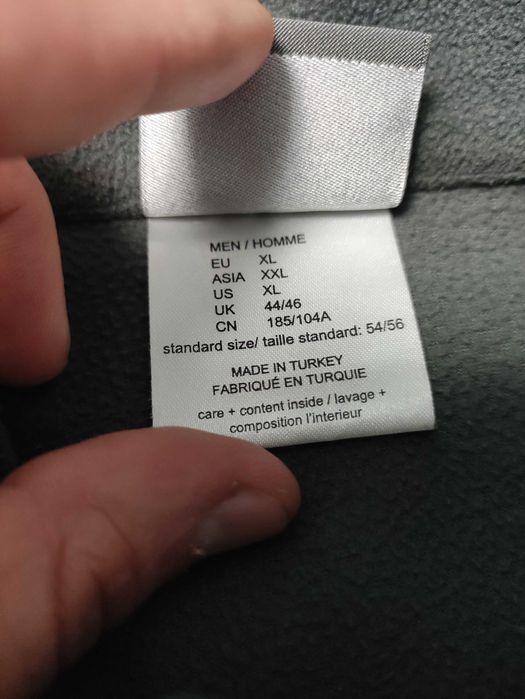 MEN / HOMME
EU XL
ASIA XXL
US XL
UK 44/46
CN 185/104A
standard size/ taille standard: 54/56
MADE IN TURKEY
FABRIQUÉ EN TURQUIE
care + content inside / lavage +
composition l'interieur